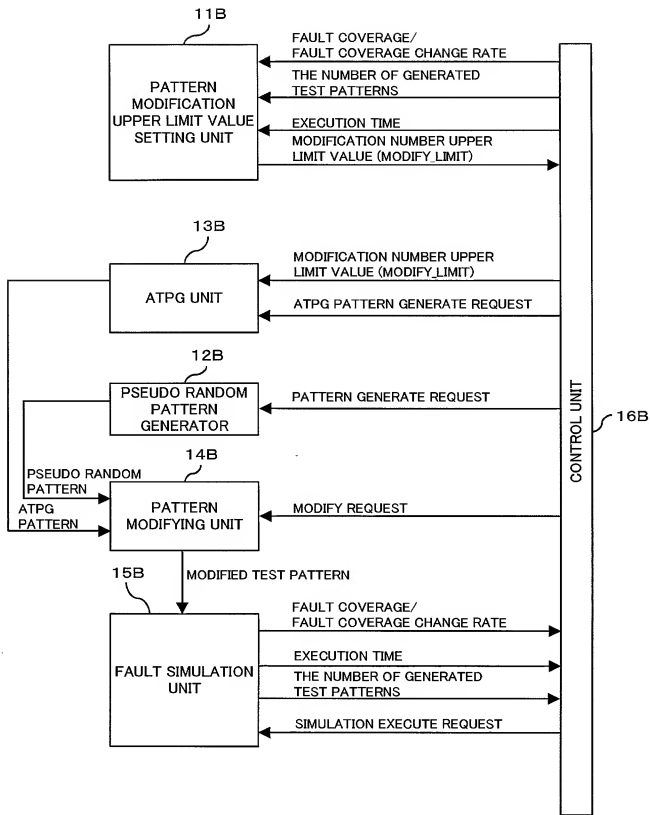 11B
PATTERN
MODIFICATION
UPPER LIMIT VALUE
SETTING UNIT
FAULT COVERAGE/
FAULT COVERAGE CHANGE RATE
THE NUMBER OF GENERATED
TEST PATTERNS
EXECUTION TIME
MODIFICATION NUMBER UPPER
LIMIT VALUE (MODIFY_LIMIT)
13B
ATPG UNIT
MODIFICATION NUMBER UPPER
LIMIT VALUE (MODIFY_LIMIT)
ATPG PATTERN GENERATE REQUEST
12B
PSEUDO RANDOM
PATTERN
GENERATOR
PATTERN GENERATE REQUEST
CONTROL UNIT
16B
PSEUDO RANDOM
PATTERN
ATPG
PATTERN
14B
PATTERN
MODIFYING UNIT
MODIFY REQUEST
MODIFIED TEST PATTERN
15B
FAULT SIMULATION
UNIT
FAULT COVERAGE/
FAULT COVERAGE CHANGE RATE
EXECUTION TIME
THE NUMBER OF GENERATED
TEST PATTERNS
SIMULATION EXECUTE REQUEST